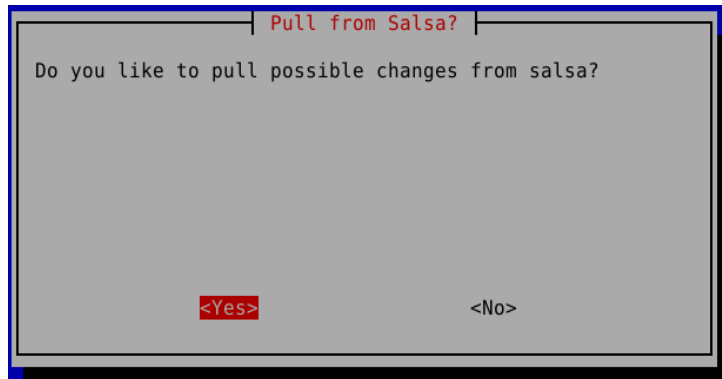 Pull from Salsa?
Do you like to pull possible changes from salsa?
<Yes> <No>